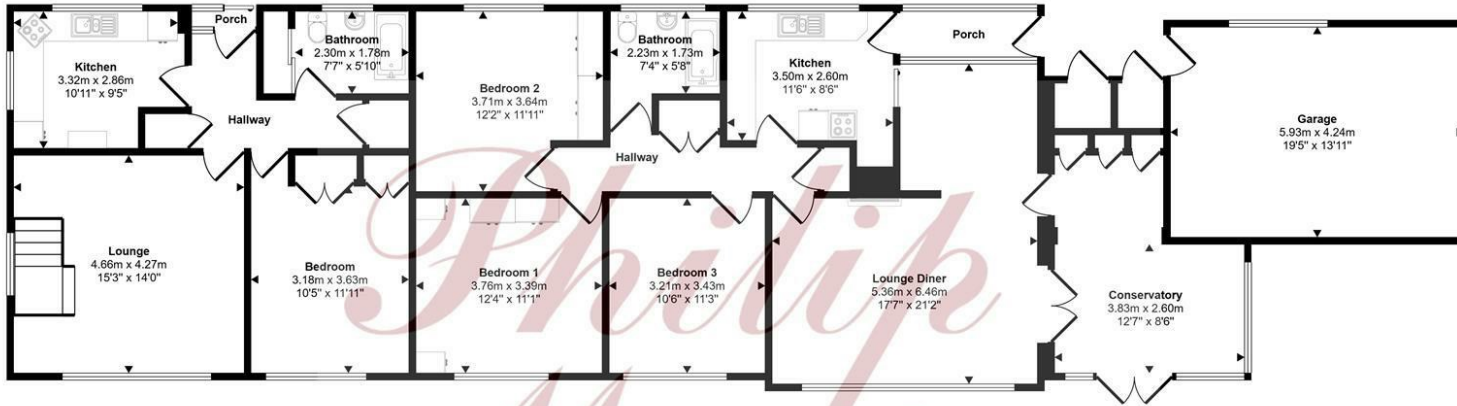 Kitchen
3.32m x 2.86m
10'11" x 9'5"
Porch
Bathroom
2.30m x 1.78m
7'7" x 5'10"
Hallway
Lounge
4.66m x 4.27m
15'3" x 14'0"
Bedroom
3.18m x 3.63m
10'5" x 11'11"
Bedroom 2
3.71m x 3.64m
12'2" x 11'11"
Bathroom
2.23m x 1.73m
7'4" x 5'8"
Kitchen
3.50m x 2.60m
11'6" x 8'6"
Porch
Hallway
Bedroom 1
3.76m x 3.39m
12'4" x 11'1"
Bedroom 3
3.21m x 3.43m
10'6" x 11'3"
Lounge Diner
5.36m x 6.46m
17'7" x 21'2"
Conservatory
3.83m x 2.60m
12'7" x 8'6"
Garage
5.93m x 4.24m
19'5" x 13'11"
Philip